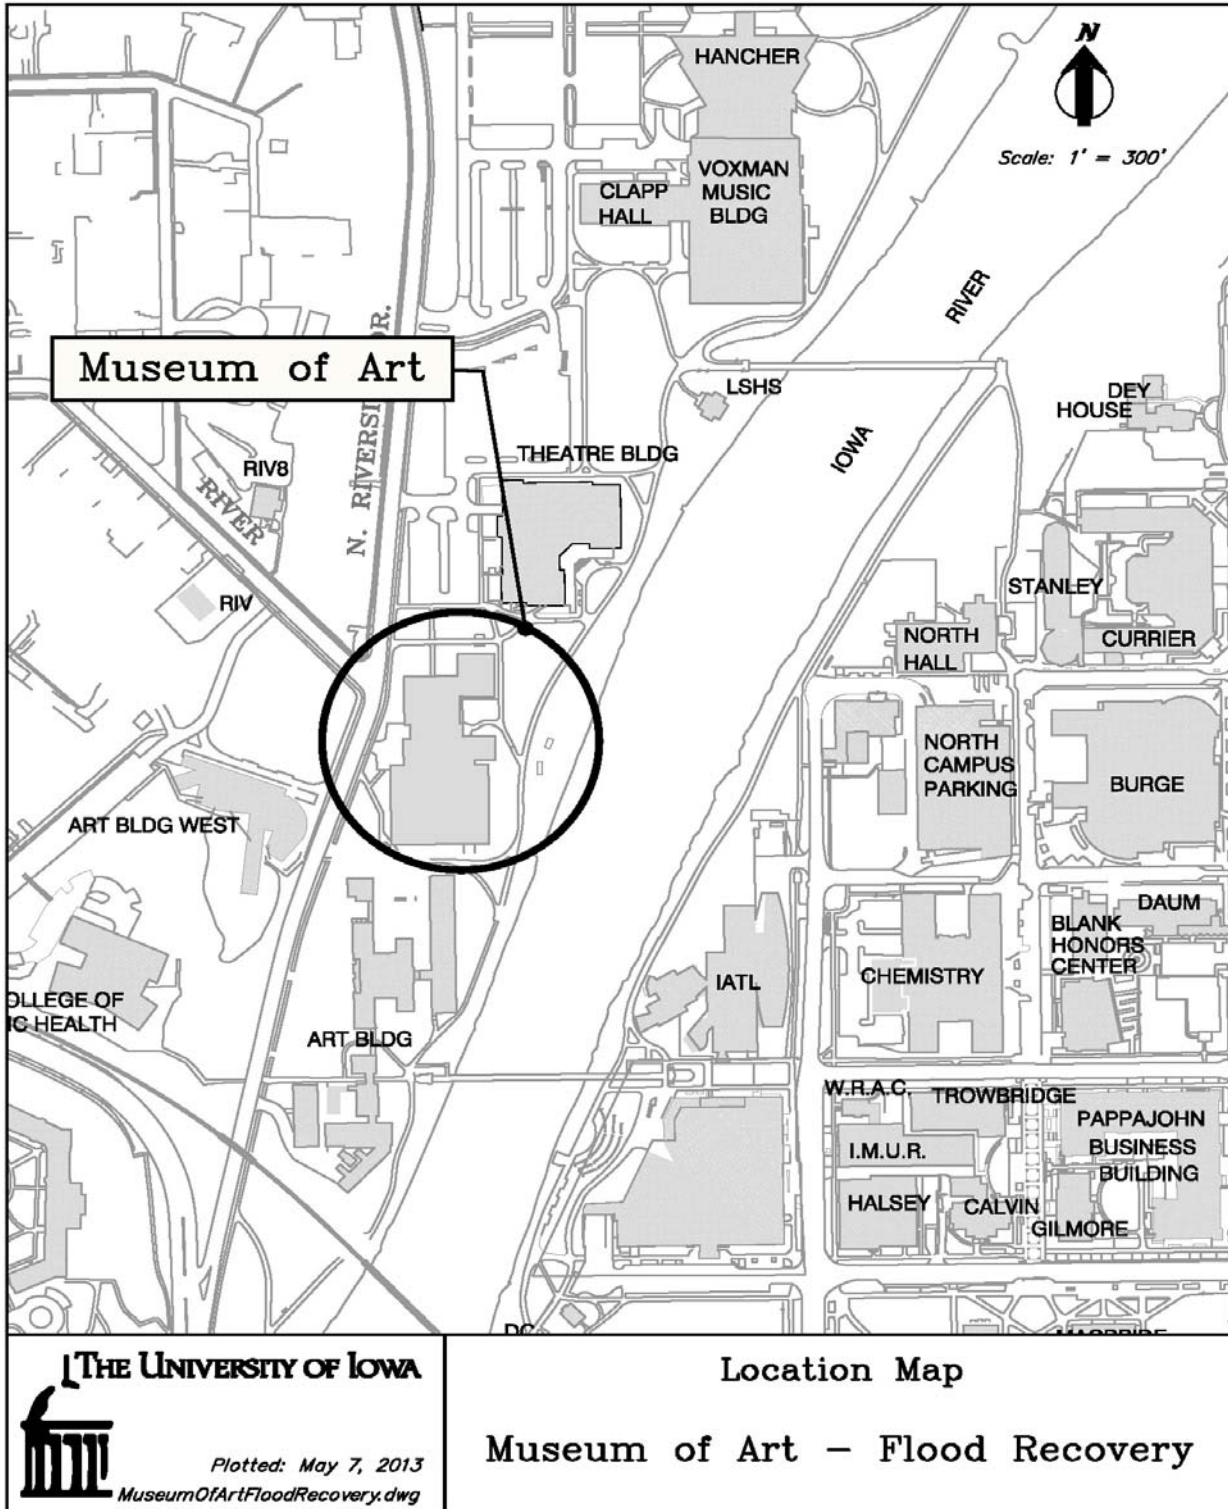 HANCHER
N
Scale: 1' = 300'
VOXMAN
MUSIC
BLDG
CLAPP
HALL
RIVER
Museum of Art
LSHS
DEY
HOUSE
N. RIVERSI DR.
IOWA
THEATRE BLDG
RIV8
RIVER
STANLEY
RIV
NORTH
HALL
CURRIER
NORTH
CAMPUS
PARKING
BURGE
ART BLDG WEST
DAUM
BLANK
HONORS
CENTER
CHEMISTRY
IATL
OLLEGE OF
IC HEALTH
ART BLDG
W.R.A.C.
TROWBRIDGE
PAPPAJOHN
BUSINESS
BUILDING
I.M.U.R.
HALSEY
CALVIN
GILMORE
THE UNIVERSITY OF IOWA
Plotted: May 7, 2013
MuseumOfArtFloodRecovery.dwg
Location Map
Museum of Art – Flood Recovery